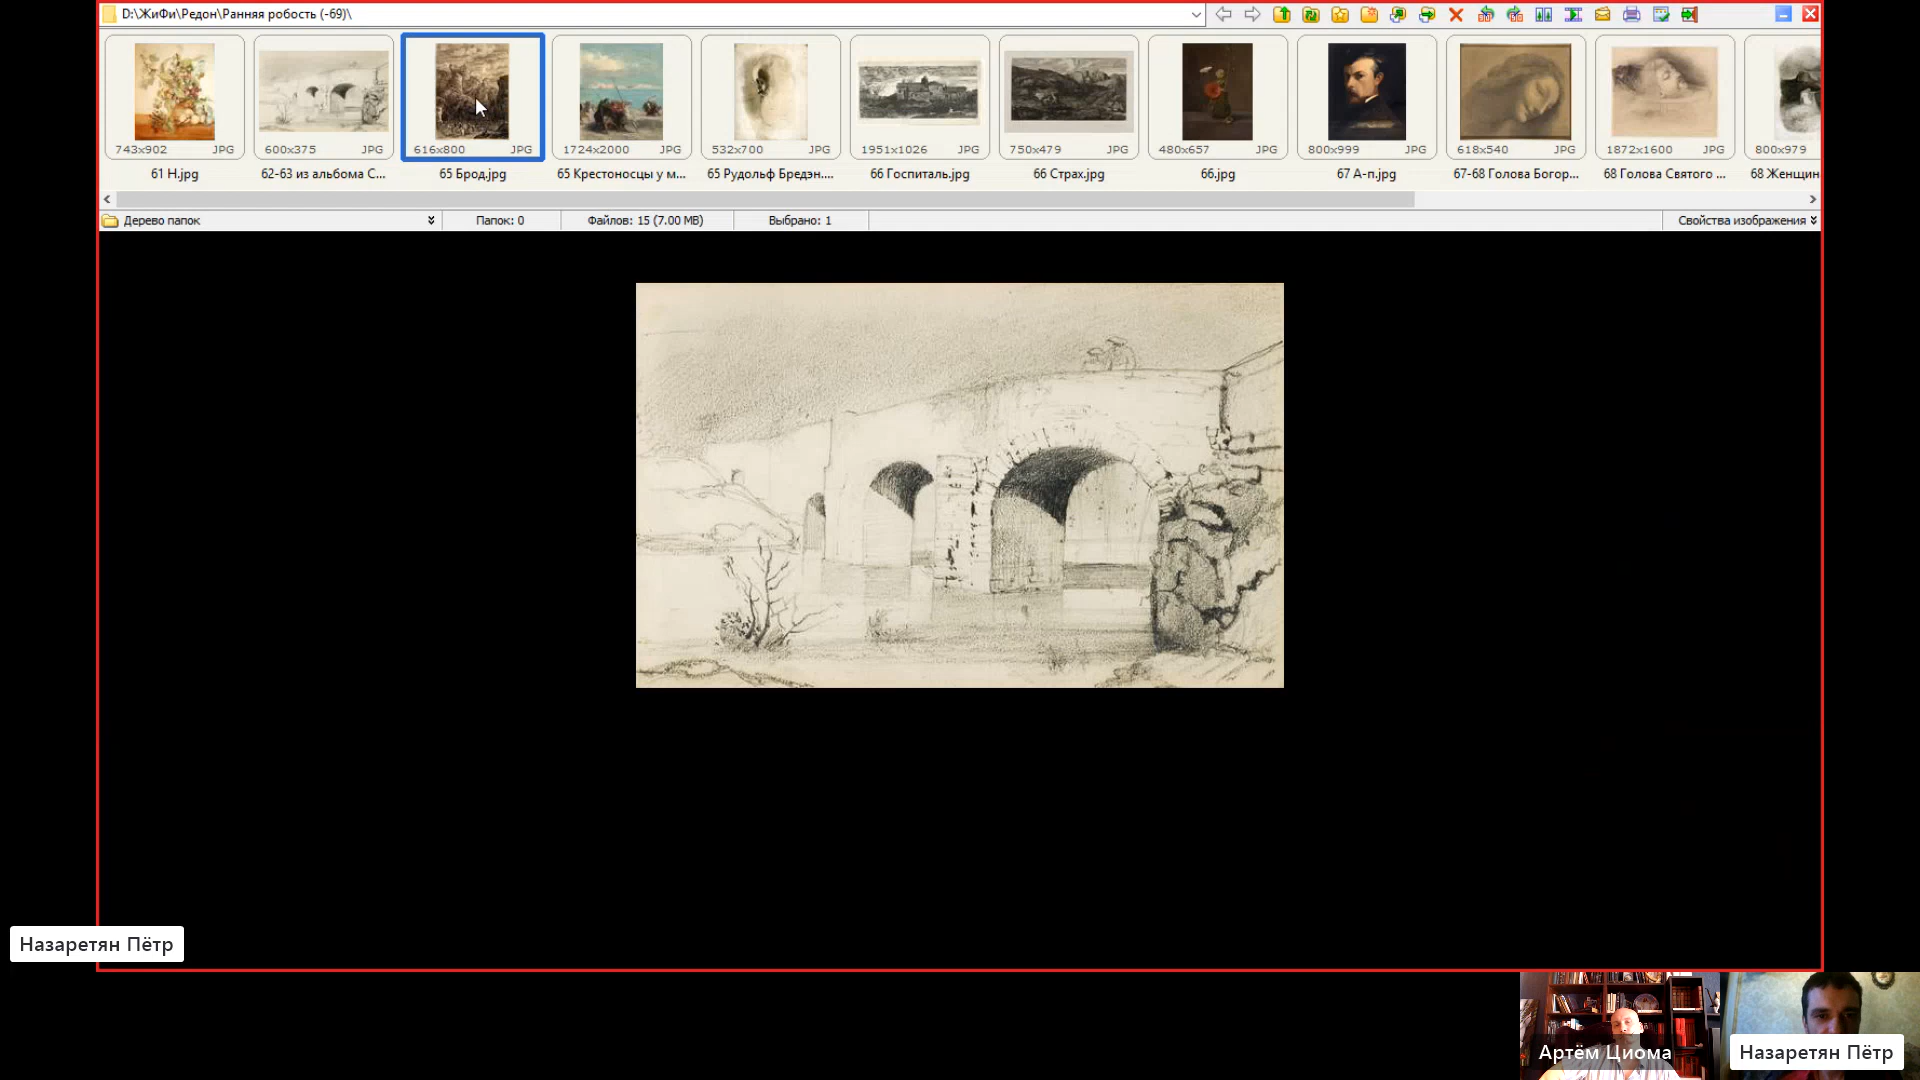 D:\ЖиФи\Редон\Ранняя робость (-69)\
743x902 JPG
600x375 JPG
616x800 JPG
1724x2000 JPG
532x700 JPG
1951x1026 JPG
750x479 JPG
480x657 JPG
800x999 JPG
618x540 JPG
1872x1600 JPG
800x979
61 Н.jpg
62-63 из альбома С...
65 Брод.jpg
65 Крестоносцы у м...
65 Рудольф Бредэн....
66 Госпиталь.jpg
66 Страх.jpg
66.jpg
67 А-п.jpg
67-68 Голова Богор...
68 Голова Святого ...
68 Женщин
Дерево папок
Папок: 0
Файлов: 15 (7.00 MB)
Выбрано: 1
Свойства изображения
Назаретян Пётр
Артём Циома
Назаретян Пётр